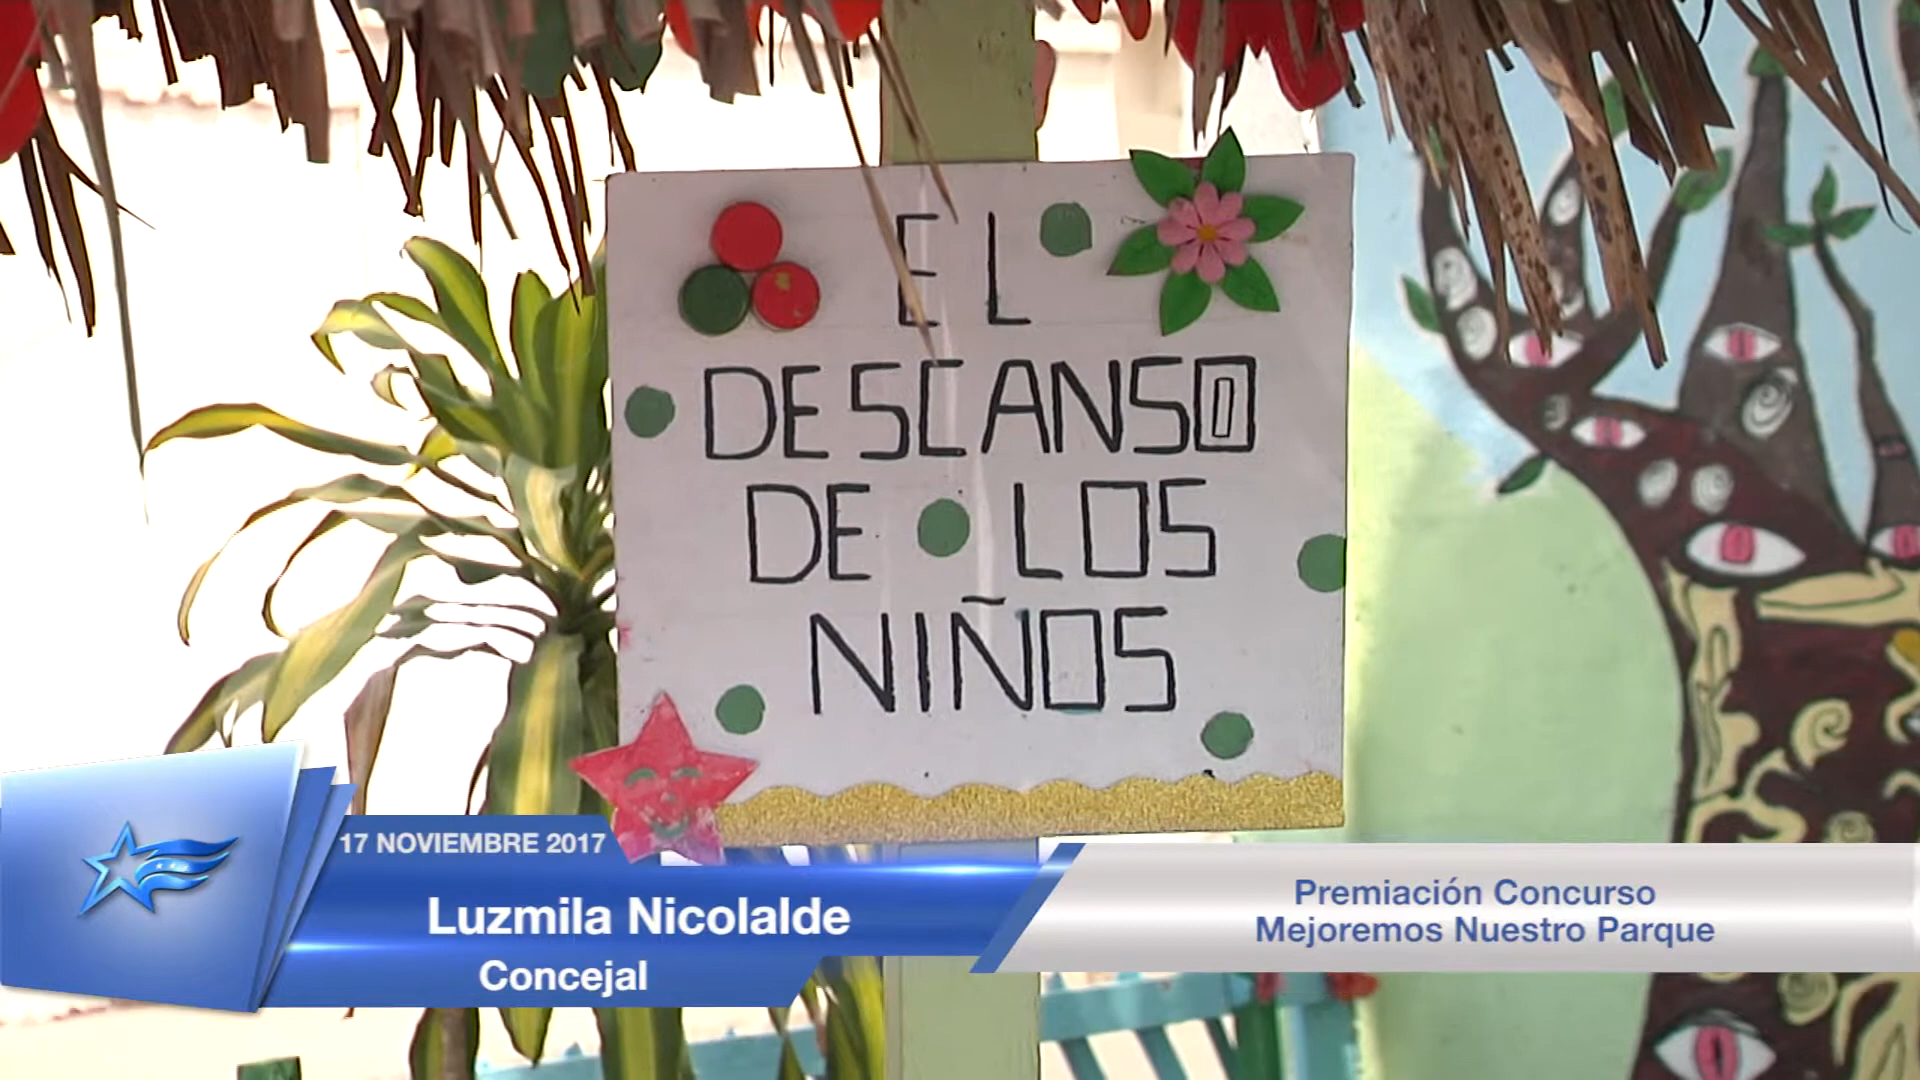 EL
DESCANSO
DE LOS
NIÑOS
17 NOVIEMBRE 2017
Luzmila Nicolalde
Concejal
Premiación Concurso
Mejoremos Nuestro Parque